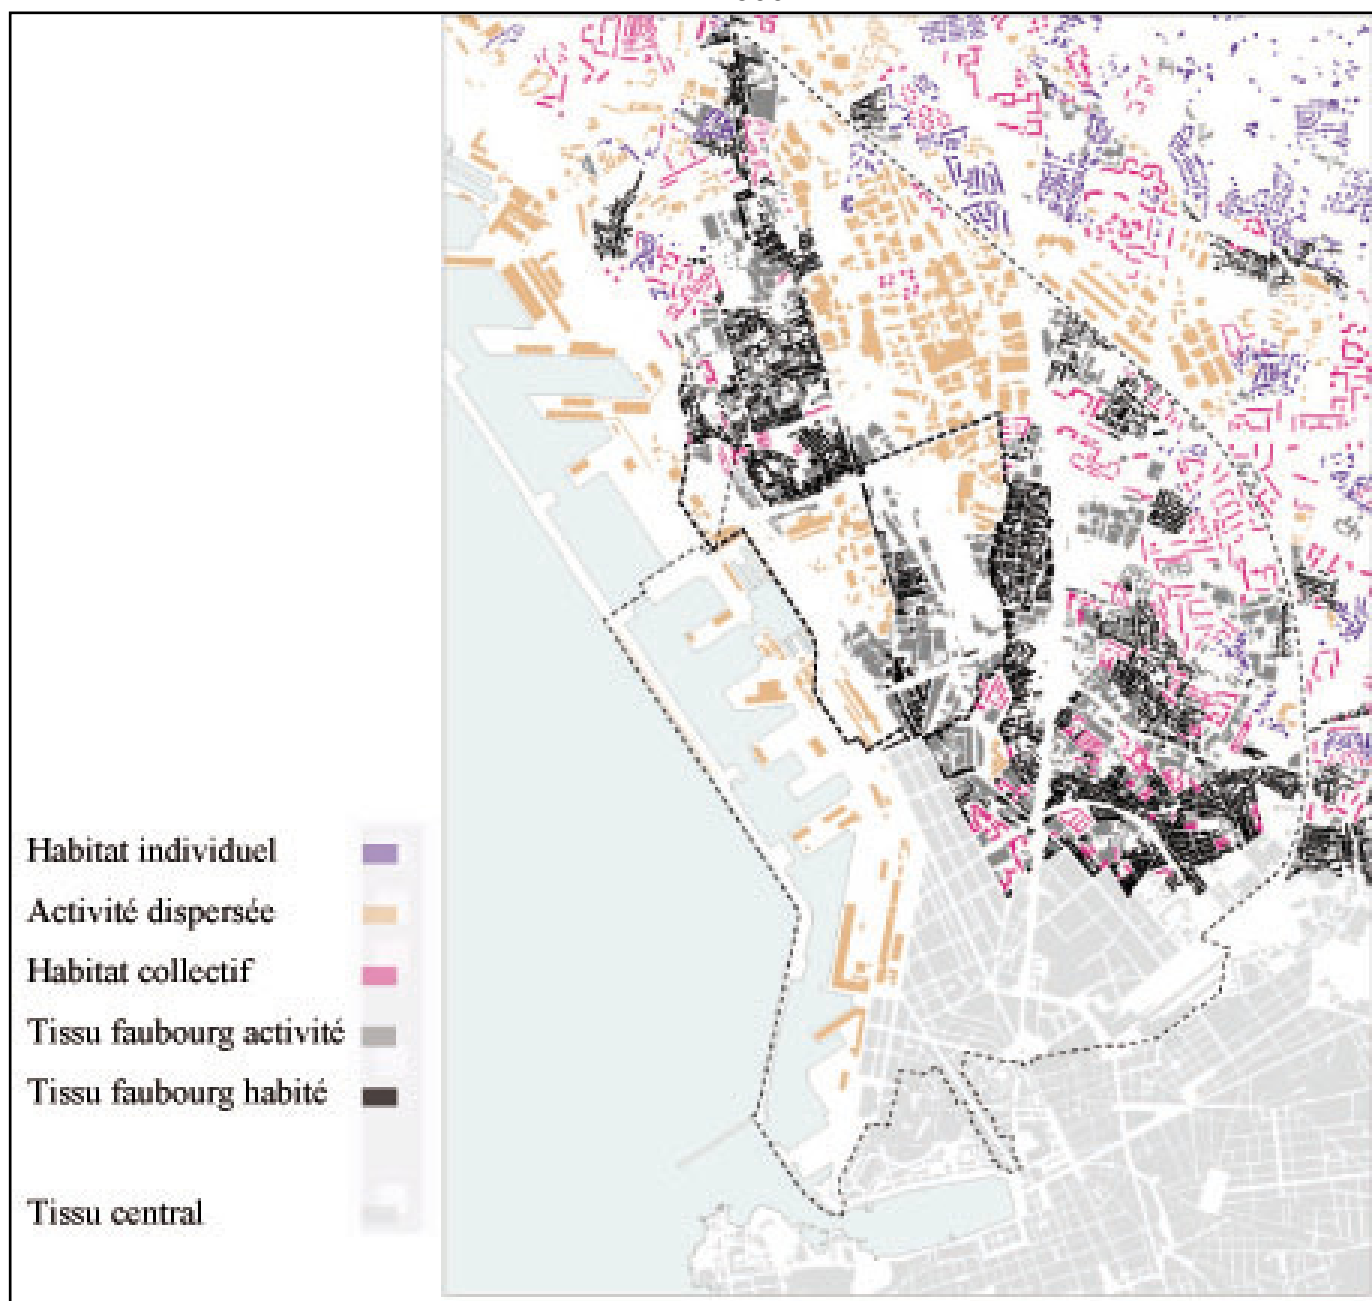 Habitat individuel
Activité dispersée
Habitat collectif
Tissu faubourg activité
Tissu faubourg habité
Tissu central